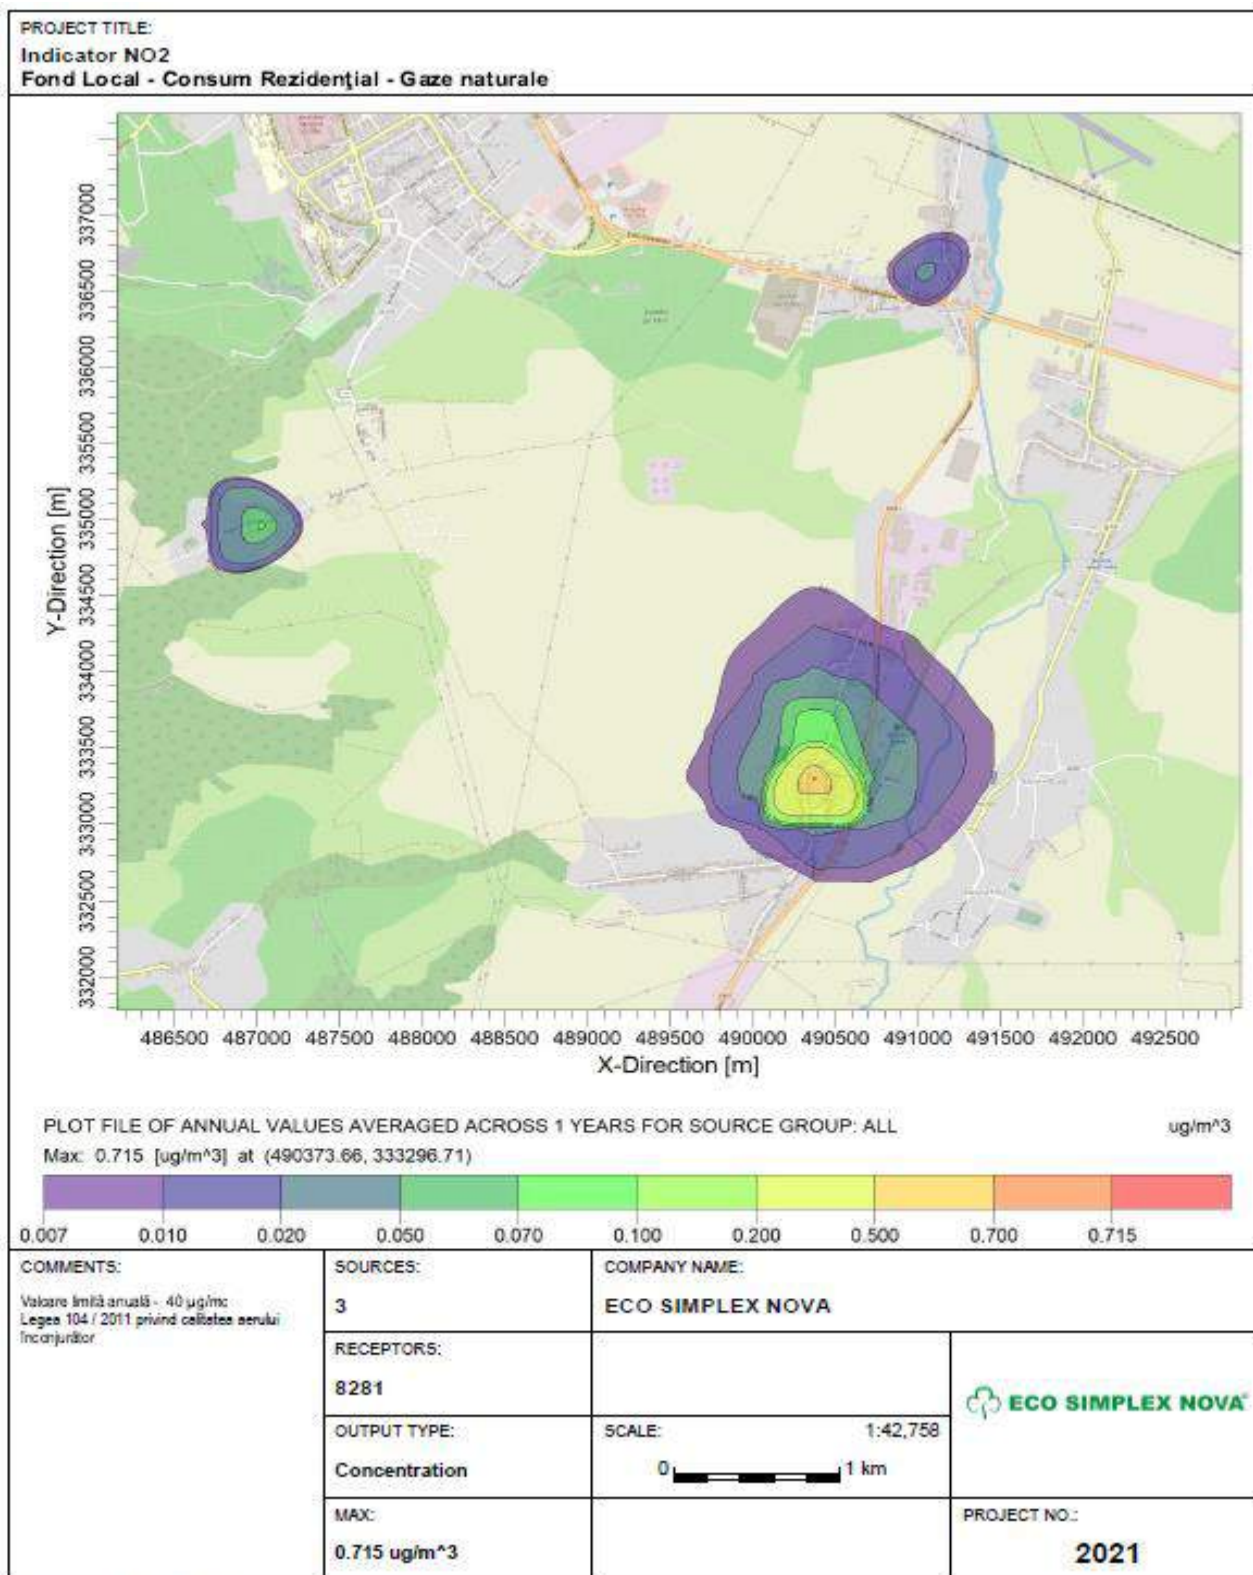 PROJECT TITLE:
Indicator NO2
Fond Local - Consum Rezidenţial - Gaze naturale
Y-Direction [m]
337000
336500
336000
335500
335000
334500
334000
333500
333000
332500
332000
486500 487000 487500 488000 488500 489000 489500 490000 490500 491000 491500 492000 492500
X-Direction [m]
PLOT FILE OF ANNUAL VALUES AVERAGED ACROSS 1 YEARS FOR SOURCE GROUP: ALL ug/m^3
Max: 0.715 [ug/m^3] at (490373.66, 333296.71)
0.007 0.010 0.020 0.050 0.070 0.100 0.200 0.500 0.700 0.715
COMMENTS:
Valoare limită anuală - 40 µg/mc
Legea 104 / 2011 privind calitatea aerului
înconjurător
SOURCES:
3
COMPANY NAME:
ECO SIMPLEX NOVA
RECEPTORS:
8281
ECO SIMPLEX NOVA
OUTPUT TYPE:
Concentration
SCALE: 1:42,758
0 1 km
MAX:
0.715 ug/m^3
PROJECT NO.:
2021